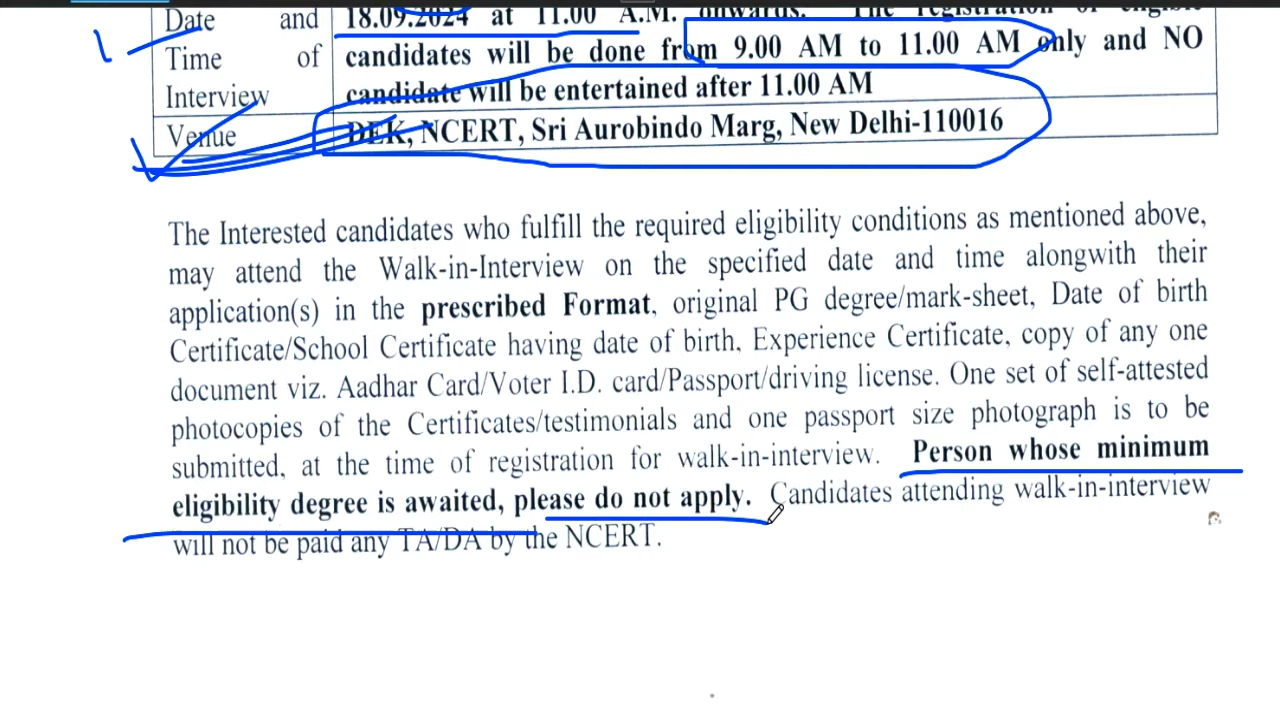 Date and 18.09.2024 at 11.00 A.M. onwards. The registration of eligible
Time of candidates will be done from 9.00 AM to 11.00 AM only and NO
Interview candidate will be entertained after 11.00 AM
Venue DEK, NCERT, Sri Aurobindo Marg, New Delhi-110016
The Interested candidates who fulfill the required eligibility conditions as mentioned above,
may attend the Walk-in-Interview on the specified date and time alongwith their
application(s) in the prescribed Format, original PG degree/mark-sheet, Date of birth
Certificate/School Certificate having date of birth, Experience Certificate, copy of any one
document viz. Aadhar Card/Voter I.D. card/Passport/driving license. One set of self-attested
photocopies of the Certificates/testimonials and one passport size photograph is to be
submitted, at the time of registration for walk-in-interview. Person whose minimum
eligibility degree is awaited, please do not apply. Candidates attending walk-in-interview
will not be paid any TA/DA by the NCERT.